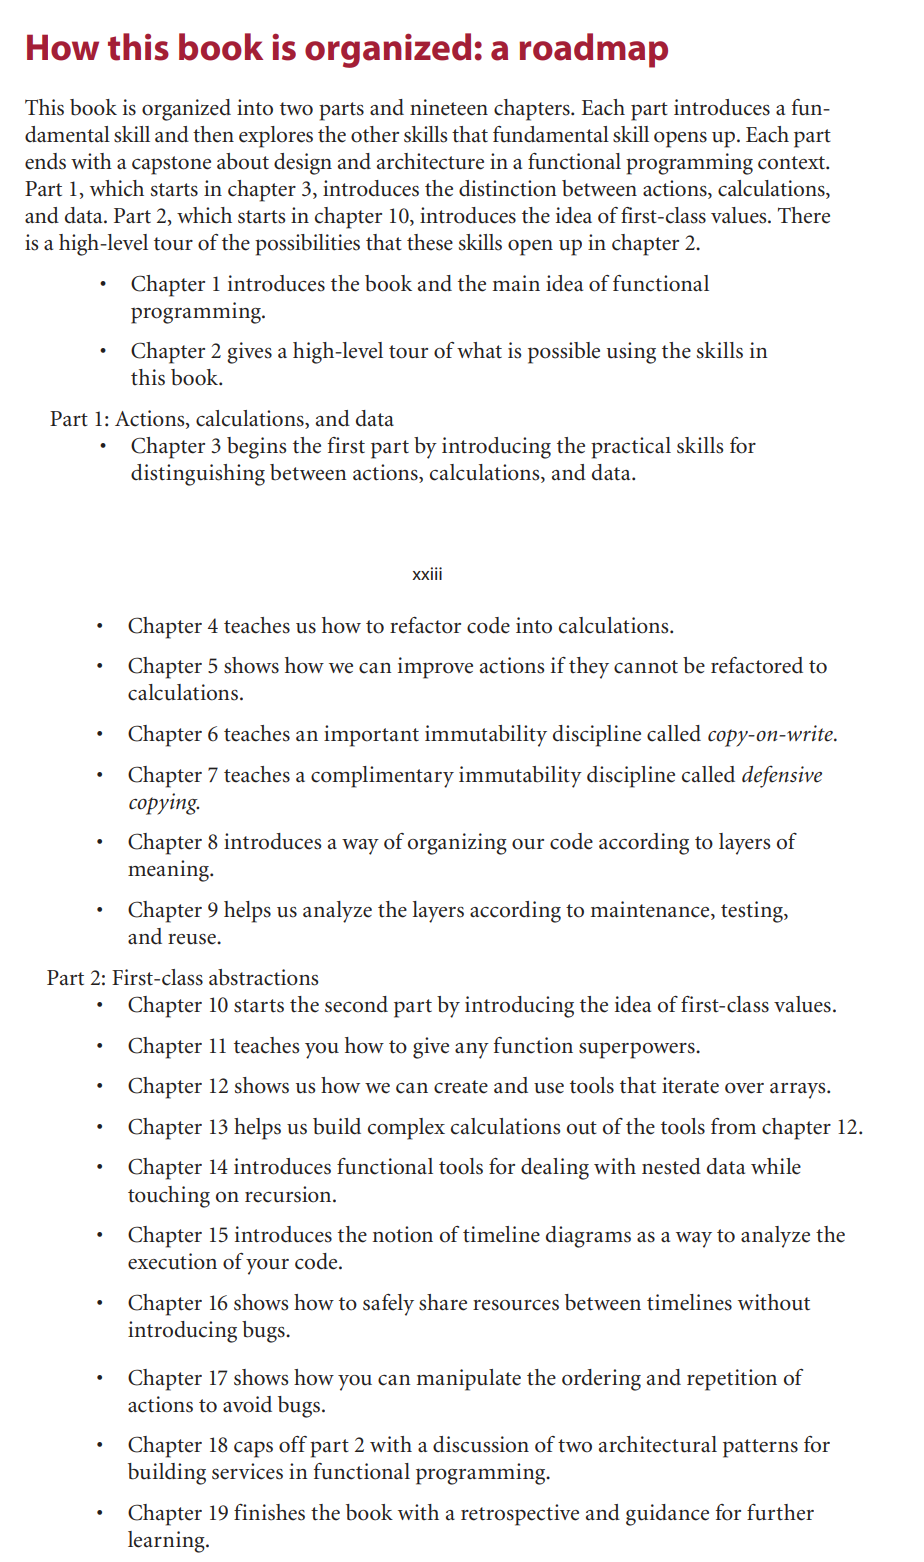 How this book is organized: a roadmap
This book is organized into two parts and nineteen chapters. Each part introduces a fun-
damental skill and then explores the other skills that fundamental skill opens up. Each part
ends with a capstone about design and architecture in a functional programming context.
Part 1, which starts in chapter 3, introduces the distinction between actions, calculations,
and data. Part 2, which starts in chapter 10, introduces the idea of first-class values. There
is a high-level tour of the possibilities that these skills open up in chapter 2.
• Chapter 1 introduces the book and the main idea of functional
programming.
• Chapter 2 gives a high-level tour of what is possible using the skills in
this book.
Part 1: Actions, calculations, and data
• Chapter 3 begins the first part by introducing the practical skills for
distinguishing between actions, calculations, and data.
xxiii
• Chapter 4 teaches us how to refactor code into calculations.
• Chapter 5 shows how we can improve actions if they cannot be refactored to
calculations.
• Chapter 6 teaches an important immutability discipline called copy-on-write.
• Chapter 7 teaches a complimentary immutability discipline called defensive
copying.
• Chapter 8 introduces a way of organizing our code according to layers of
meaning.
• Chapter 9 helps us analyze the layers according to maintenance, testing,
and reuse.
Part 2: First-class abstractions
• Chapter 10 starts the second part by introducing the idea of first-class values.
• Chapter 11 teaches you how to give any function superpowers.
• Chapter 12 shows us how we can create and use tools that iterate over arrays.
• Chapter 13 helps us build complex calculations out of the tools from chapter 12.
• Chapter 14 introduces functional tools for dealing with nested data while
touching on recursion.
• Chapter 15 introduces the notion of timeline diagrams as a way to analyze the
execution of your code.
• Chapter 16 shows how to safely share resources between timelines without
introducing bugs.
• Chapter 17 shows how you can manipulate the ordering and repetition of
actions to avoid bugs.
• Chapter 18 caps off part 2 with a discussion of two architectural patterns for
building services in functional programming.
• Chapter 19 finishes the book with a retrospective and guidance for further
learning.